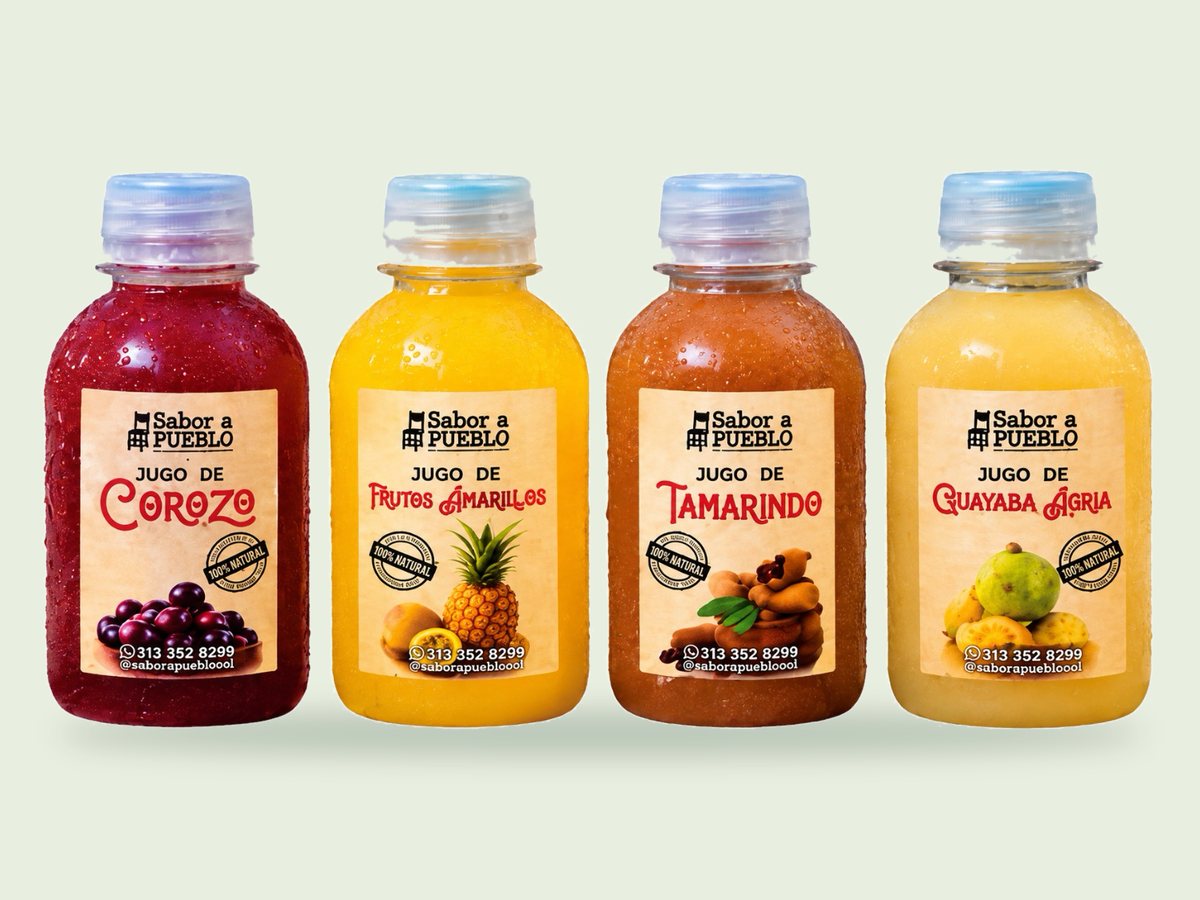 Sabor a
PUEBLO
JUGO DE
COROZO
100% NATURAL
313 352 8299
@saborapuebloool
Sabor a
PUEBLO
JUGO DE
FRUTOS AMARILLOS
100% NATURAL
313 352 8299
@saborapuebloool
Sabor a
PUEBLO
JUGO DE
TAMARINDO
100% NATURAL
313 352 8299
@saborapuebloool
Sabor a
PUEBLO
JUGO DE
GUAYABA AGRIA
100% NATURAL
313 352 8299
@saborapuebloool